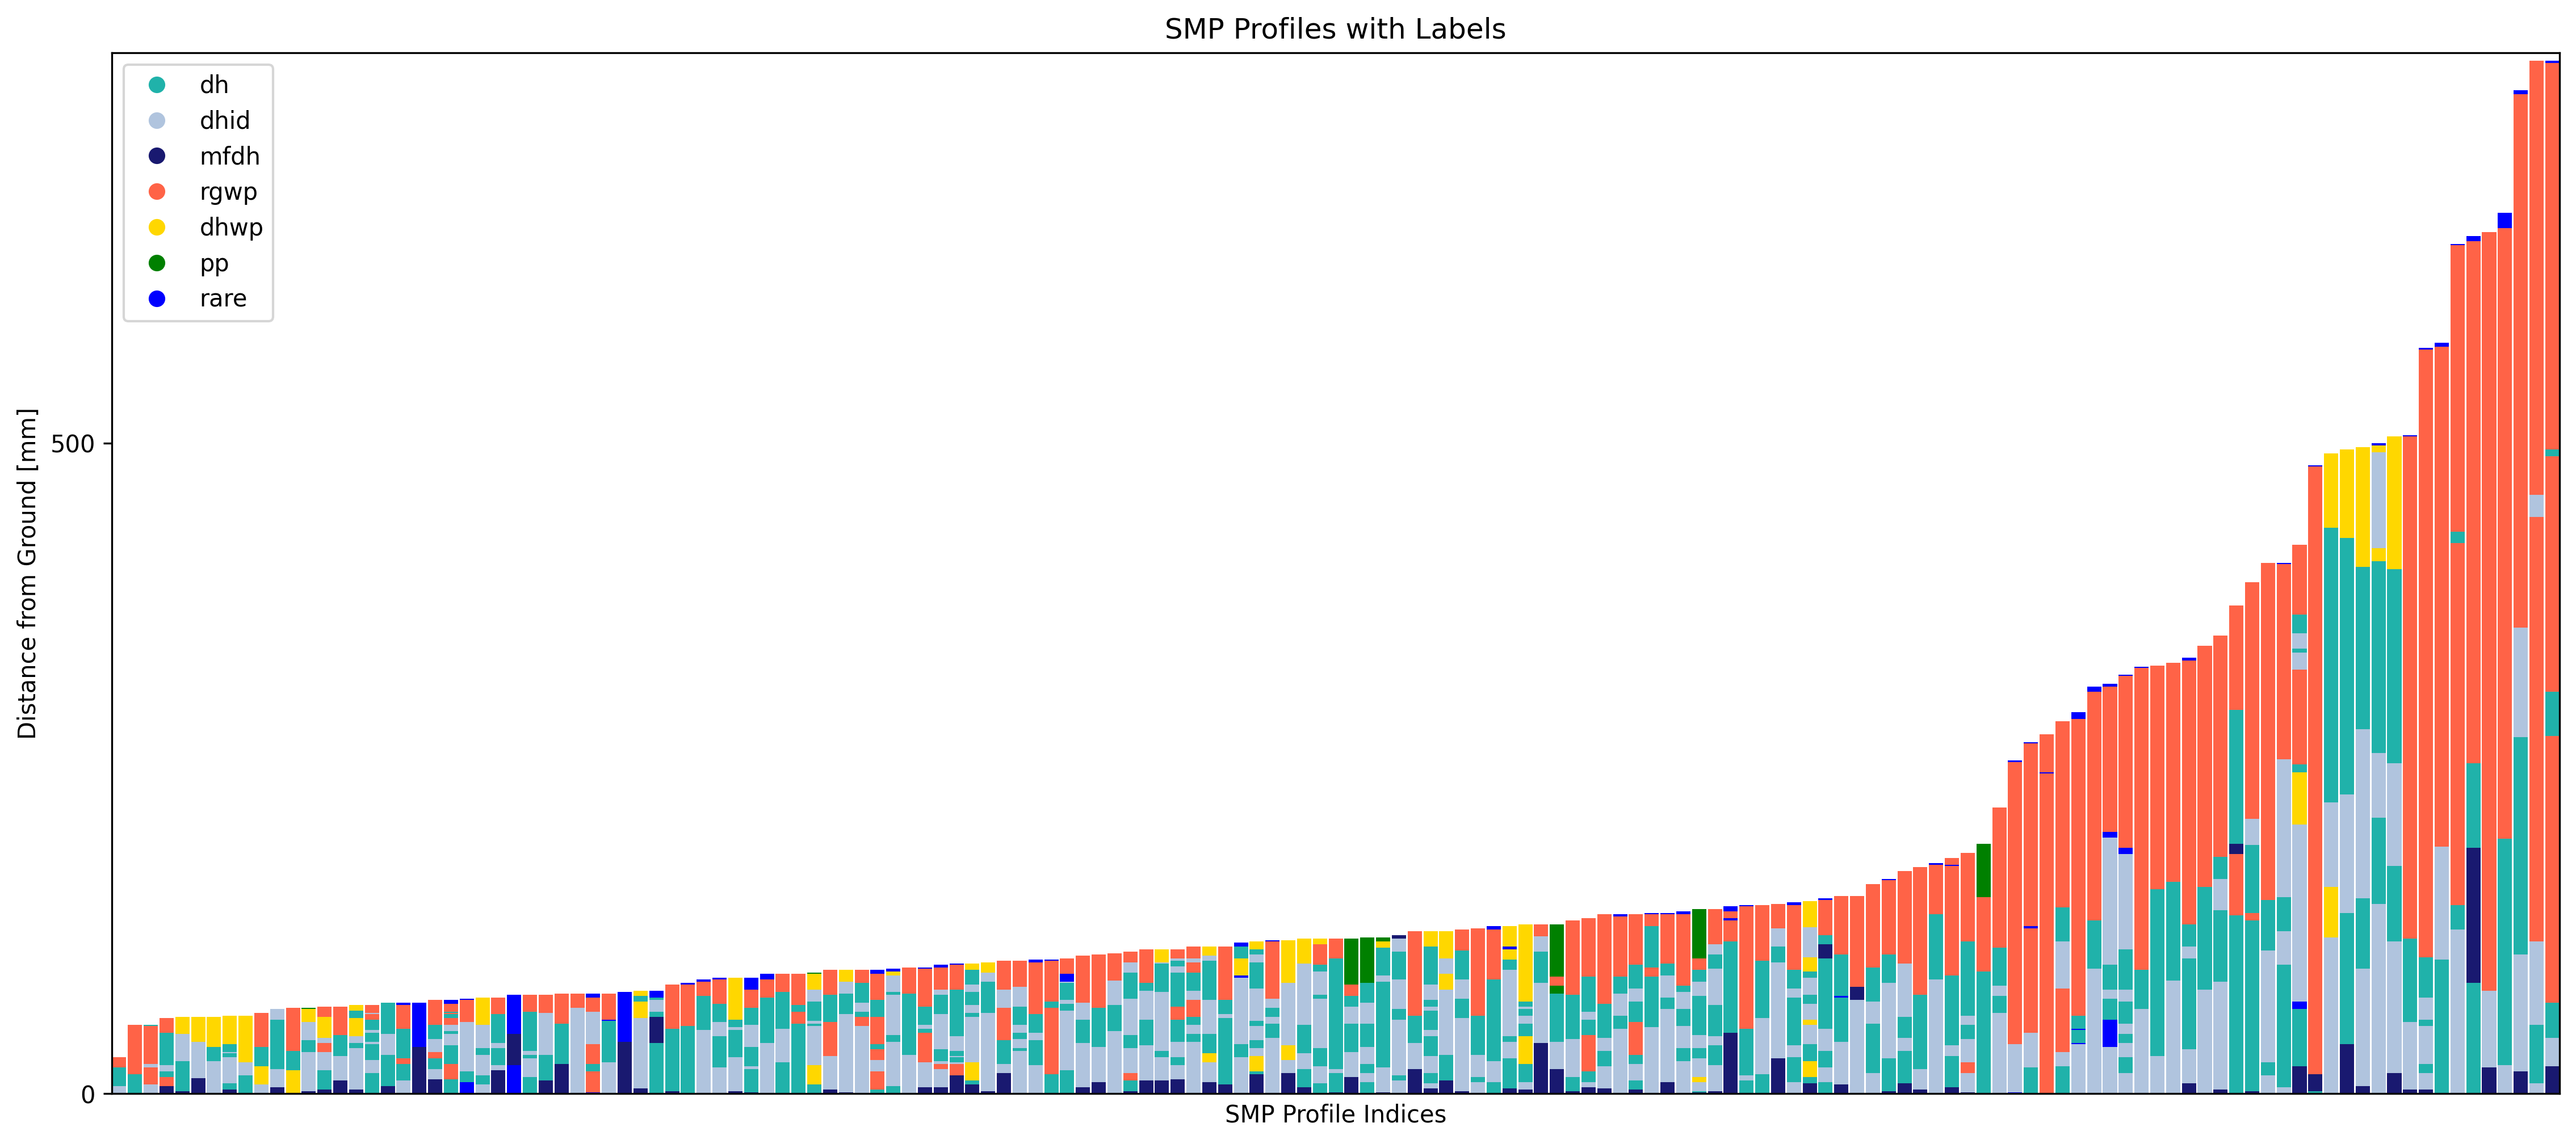 SMP Profiles with Labels
dh
dhid
mfdh
rgwp
dhwp
pp
rare
Distance from Ground [mm]
500
0
SMP Profile Indices